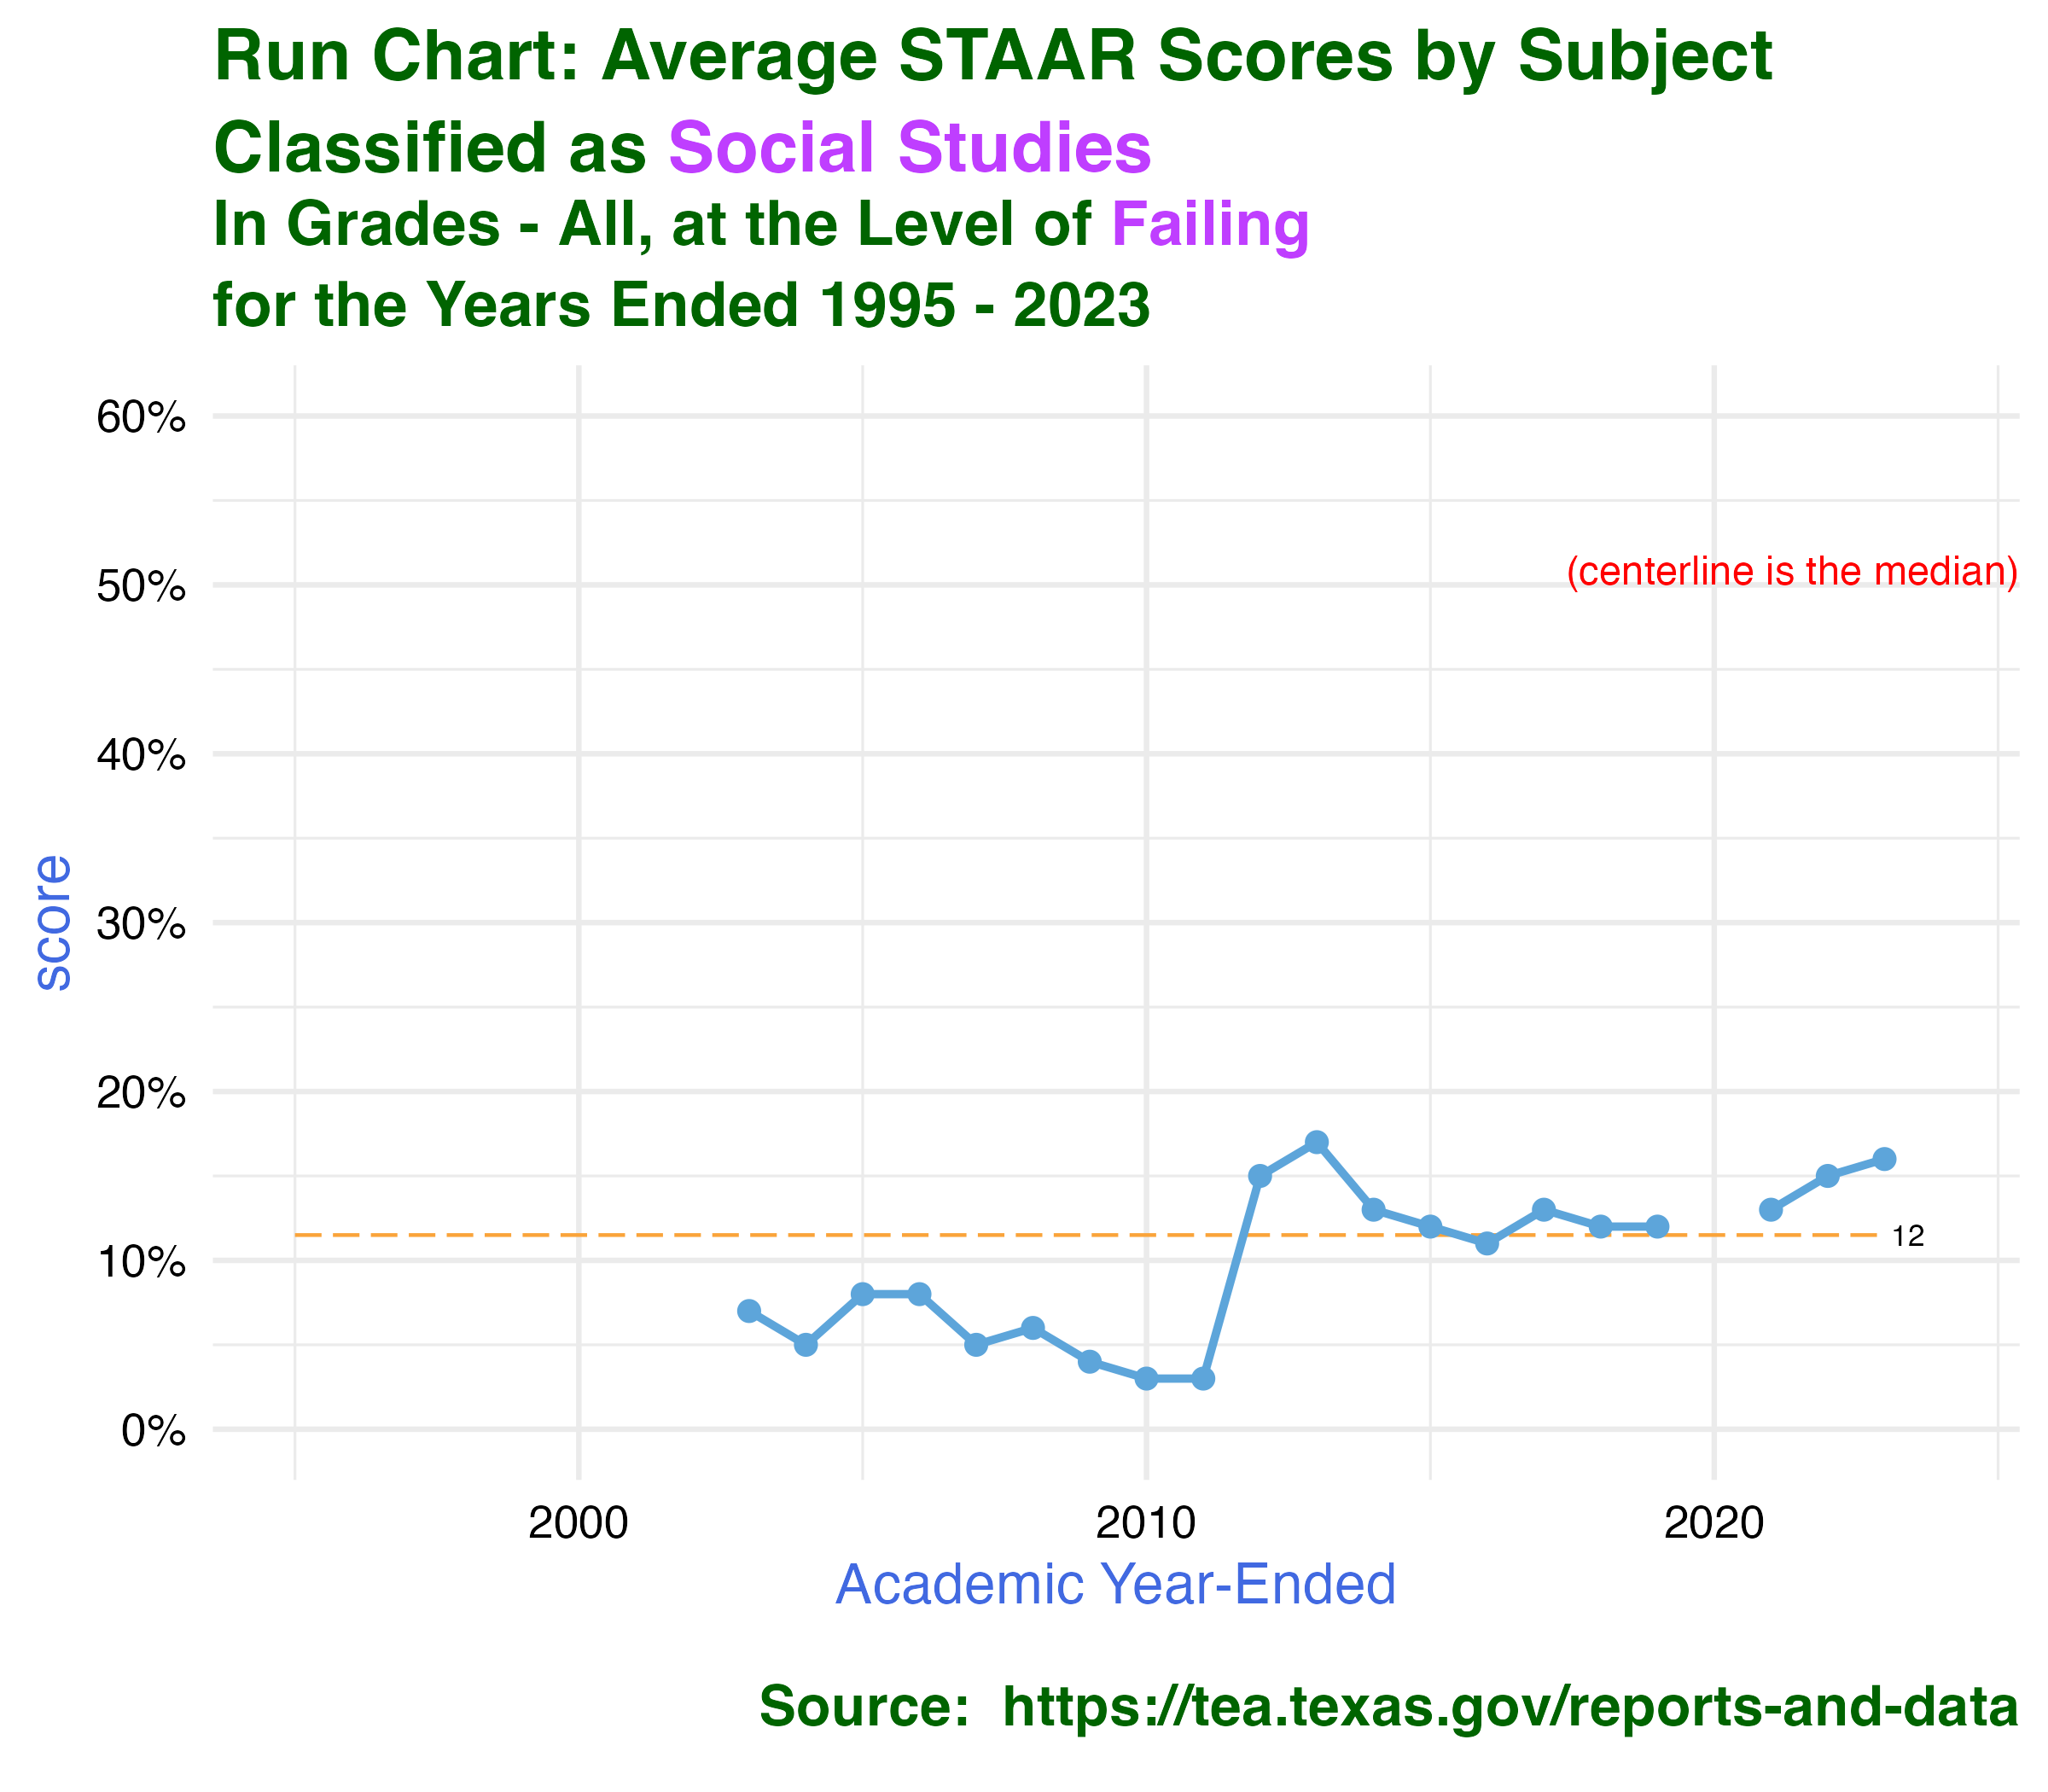 Run Chart: Average STAAR Scores by Subject
Classified as Social Studies
In Grades - All, at the Level of Failing
for the Years Ended 1995 - 2023
60%
(centerline is the median)
50%
40%
30%
20%
10%
0%
12
score
2000 2010 2020
Academic Year-Ended
Source:  https://tea.texas.gov/reports-and-data